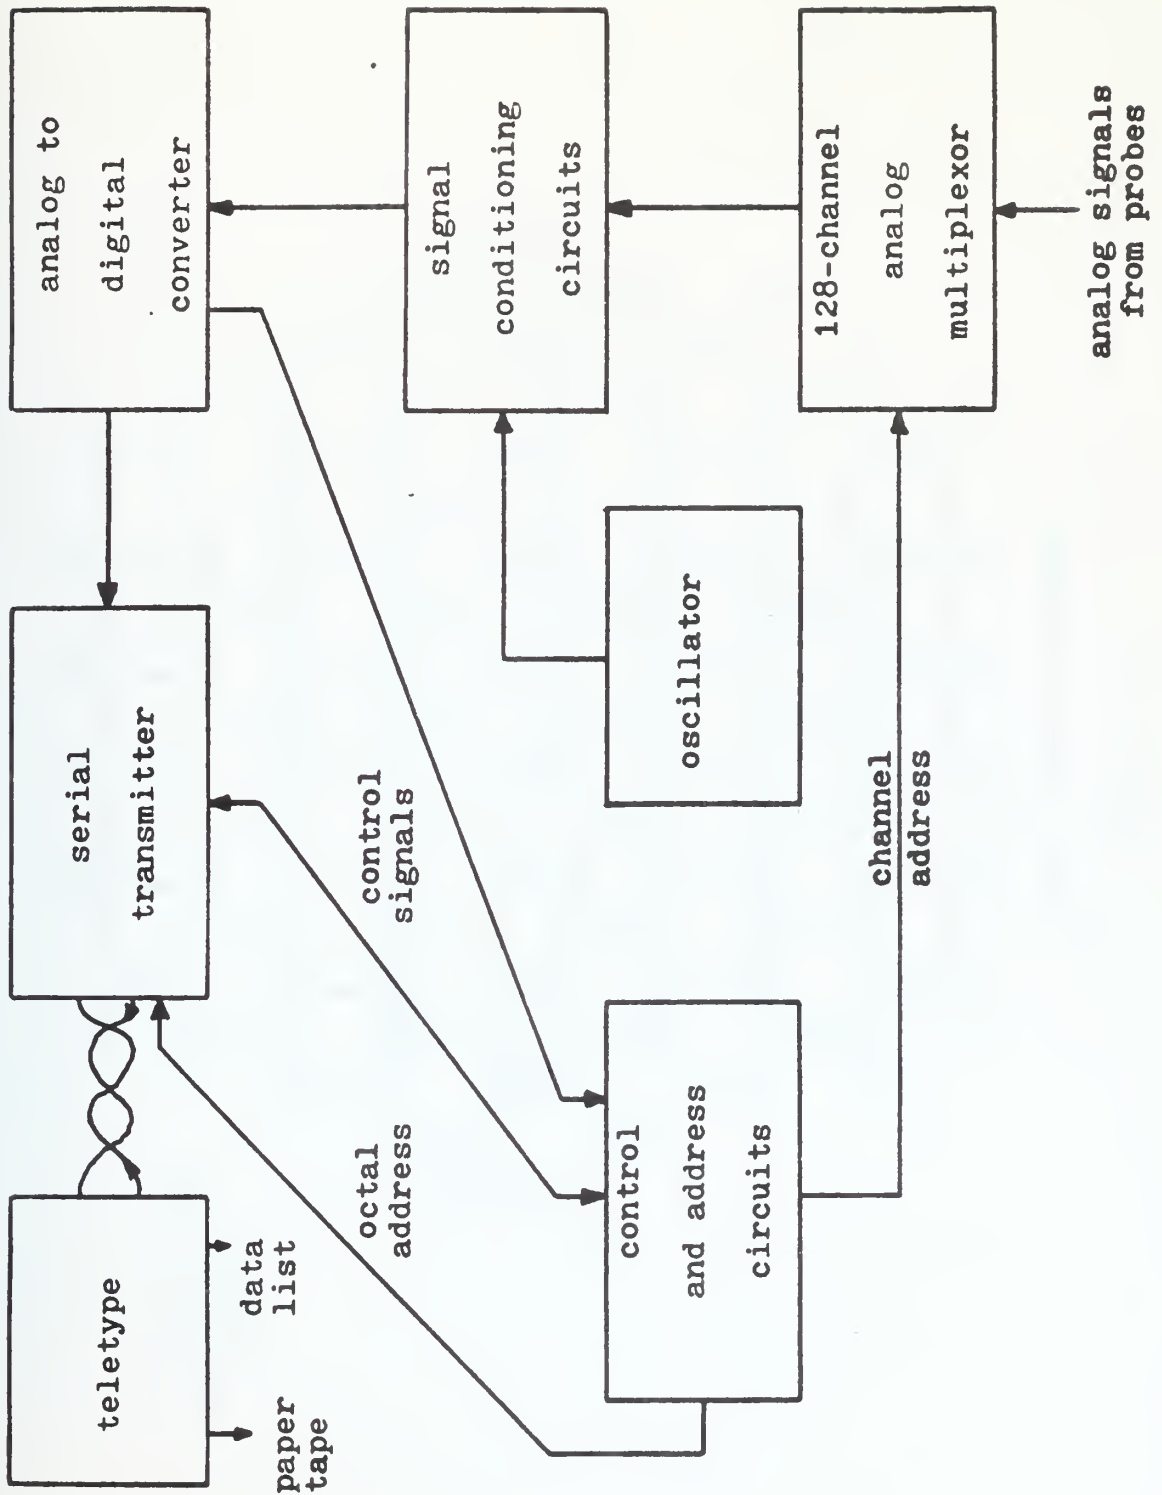 teletype
paper
tape
data
list
serial
transmitter
analog to
digital
converter
octal
address
control
signals
signal
conditioning
circuits
oscillator
control
and address
circuits
channel
address
128-channel
analog
multiplexor
analog signals
from probes